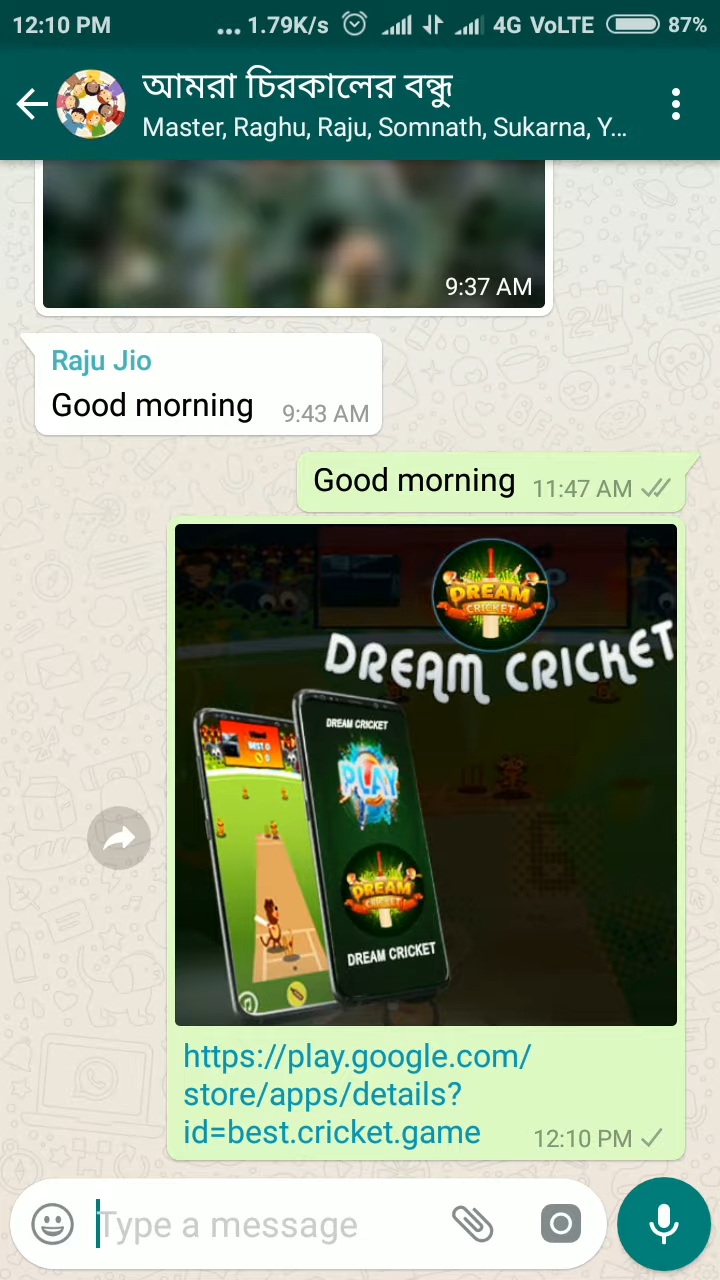 12:10 PM
... 1.79K/s 4G VoLTE 87%
আমরা চিরকালের বন্ধু
Master, Raghu, Raju, Somnath, Sukarna, Y...
9:37 AM
Raju Jio
Good morning 9:43 AM
Good morning 11:47 AM
DREAM
CRICKET
DREAM CRICKET
BEST 0
DREAM CRICKET
PLAY
DREAM
CRICKET
DREAM CRICKET
https://play.google.com/
store/apps/details?
id=best.cricket.game 12:10 PM
Type a message